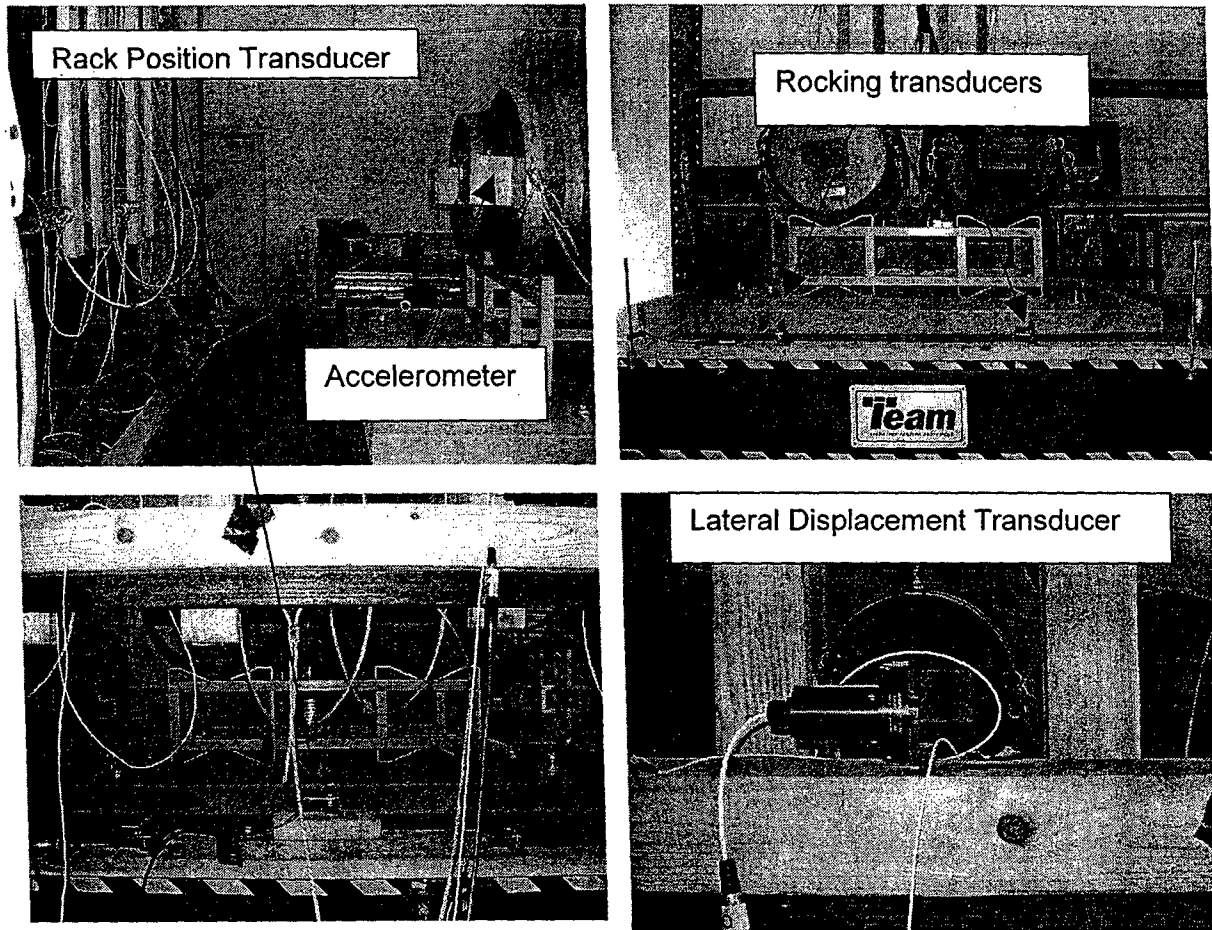 Rack Position Transducer
Rocking transducers
Accelerometer
Team
Lateral Displacement Transducer